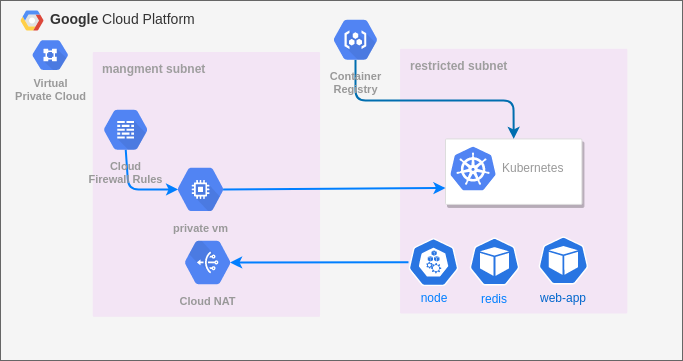 Google Cloud Platform
Virtual
Private Cloud
mangment subnet
Container
Registry
restricted subnet
Cloud
Firewall Rules
Kubernetes
private vm
Cloud NAT
node
redis
web-app